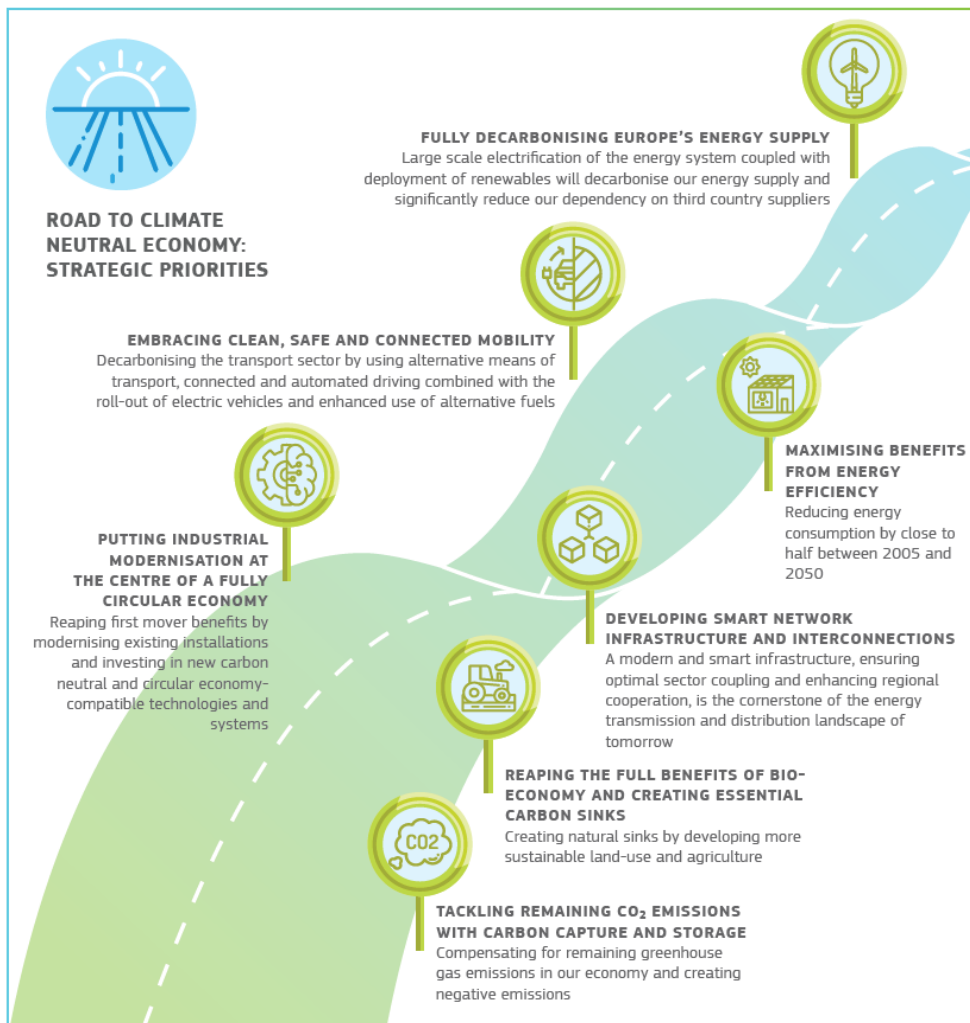 ROAD TO CLIMATE
NEUTRAL ECONOMY:
STRATEGIC PRIORITIES
FULLY DECARBONISING EUROPE'S ENERGY SUPPLY
Large scale electrification of the energy system coupled with
deployment of renewables will decarbonise our energy supply and
significantly reduce our dependency on third country suppliers
EMBRACING CLEAN, SAFE AND CONNECTED MOBILITY
Decarbonising the transport sector by using alternative means of
transport, connected and automated driving combined with the
roll-out of electric vehicles and enhanced use of alternative fuels
MAXIMISING BENEFITS
FROM ENERGY
EFFICIENCY
Reducing energy
consumption by close to
half between 2005 and
2050
PUTTING INDUSTRIAL
MODERNISATION AT
THE CENTRE OF A FULLY
CIRCULAR ECONOMY
Reaping first mover benefits by
modernising existing installations
and investing in new carbon
neutral and circular economy-
compatible technologies and
systems
DEVELOPING SMART NETWORK
INFRASTRUCTURE AND INTERCONNECTIONS
A modern and smart infrastructure, ensuring
optimal sector coupling and enhancing regional
cooperation, is the cornerstone of the energy
transmission and distribution landscape of
tomorrow
REAPING THE FULL BENEFITS OF BIO-
ECONOMY AND CREATING ESSENTIAL
CARBON SINKS
Creating natural sinks by developing more
sustainable land-use and agriculture
CO2
TACKLING REMAINING CO₂ EMISSIONS
WITH CARBON CAPTURE AND STORAGE
Compensating for remaining greenhouse
gas emissions in our economy and creating
negative emissions